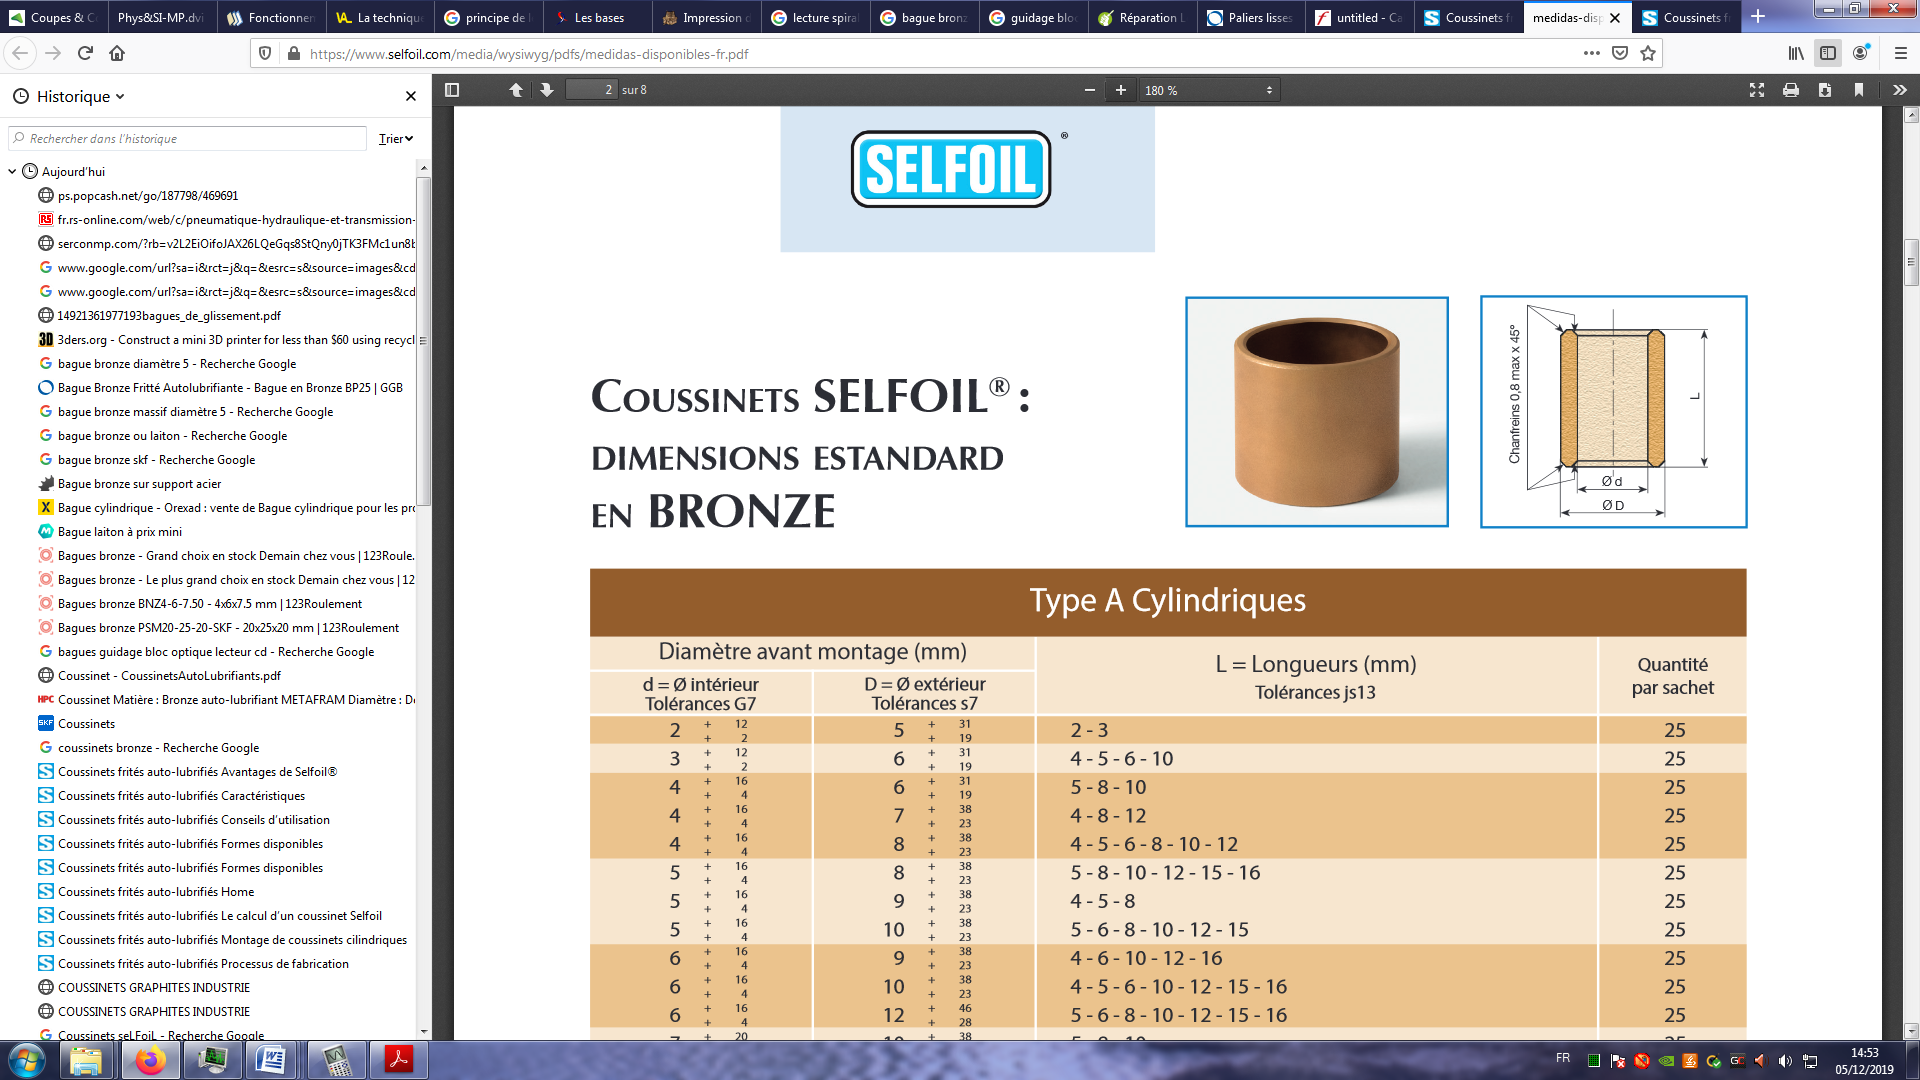 Coupes & C
Phys&SI-MP.dvi
Fonctionnen
La technique
principe de l
Les bases
Impression d
lecture spiral
bague bronz
guidage bloc
Réparation L
Paliers lisses
untitled - Ca
Coussinets fr
medidas-disp
Coussinets fr
https://www.selfoil.com/media/wysiwyg/pdfs/medidas-disponibles-fr.pdf
Historique
2 sur 8
180 %
Rechercher dans l'historique
Trier
Aujourd'hui
ps.popcash.net/go/187798/469691
RS fr.rs-online.com/web/c/pneumatique-hydraulique-et-transmission-
serconmp.com/?rb=v2L2EiOifoJAX26LQeGqs8StQny0jTK3FMc1un8b
www.google.com/url?sa=i&rct=j&q=&esrc=s&source=images&cd
www.google.com/url?sa=i&rct=j&q=&esrc=s&source=images&cd
14921361977193bagues_de_glissement.pdf
3D 3ders.org - Construct a mini 3D printer for less than $60 using recycl
bague bronze diamètre 5 - Recherche Google
Bague Bronze Fritté Autolubrifiante - Bague en Bronze BP25 | GGB
bague bronze massif diamètre 5 - Recherche Google
bague bronze ou laiton - Recherche Google
bague bronze skf - Recherche Google
Bague bronze sur support acier
X Bague cylindrique - Orexad : vente de Bague cylindrique pour les pro
Bague laiton à prix mini
Bagues bronze - Grand choix en stock Demain chez vous | 123Roule...
Bagues bronze - Le plus grand choix en stock Demain chez vous | 12
Bagues bronze BNZ4-6-7.50 - 4x6x7.5 mm | 123Roulement
Bagues bronze PSM20-25-20-SKF - 20x25x20 mm | 123Roulement
bagues guidage bloc optique lecteur cd - Recherche Google
Coussinet - CoussinetsAutoLubrifiants.pdf
HPC Coussinet Matière : Bronze auto-lubrifiant METAFRAM Diamètre : De
SKF Coussinets
coussinets bronze - Recherche Google
Coussinets frités auto-lubrifiés Avantages de Selfoil®
Coussinets frités auto-lubrifiés Caractéristiques
Coussinets frités auto-lubrifiés Conseils d'utilisation
Coussinets frités auto-lubrifiés Formes disponibles
Coussinets frités auto-lubrifiés Formes disponibles
Coussinets frités auto-lubrifiés Home
Coussinets frités auto-lubrifiés Le calcul d'un coussinet Selfoil
Coussinets frités auto-lubrifiés Montage de coussinets cilindriques
Coussinets frités auto-lubrifiés Processus de fabrication
COUSSINETS GRAPHITES INDUSTRIE
COUSSINETS GRAPHITES INDUSTRIE
Coussinets selFoiL - Recherche Google
SELFOIL ®
Coussinets SELFOIL® :
dimensions estandard
en BRONZE
Chanfreins 0,8 max x 45°
L
Ø d
Ø D
Type A Cylindriques
Diamètre avant montage (mm)
d = Ø intérieur
Tolérances G7
D = Ø extérieur
Tolérances s7
L = Longueurs (mm)
Tolérances js13
Quantité
par sachet
2 + 12 + 2 5 + 31 + 19 2 - 3 25
3 + 12 + 2 6 + 31 + 19 4 - 5 - 6 - 10 25
4 + 16 + 4 6 + 31 + 19 5 - 8 - 10 25
4 + 16 + 4 7 + 38 + 23 4 - 8 - 12 25
4 + 16 + 4 8 + 38 + 23 4 - 5 - 6 - 8 - 10 - 12 25
5 + 16 + 4 8 + 38 + 23 5 - 8 - 10 - 12 - 15 - 16 25
5 + 16 + 4 9 + 38 + 23 4 - 5 - 8 25
5 + 16 + 4 10 + 38 + 23 5 - 6 - 8 - 10 - 12 - 15 25
6 + 16 + 4 9 + 38 + 23 4 - 6 - 10 - 12 - 16 25
6 + 16 + 4 10 + 38 + 23 4 - 5 - 6 - 10 - 12 - 15 - 16 25
6 + 16 + 4 12 + 46 + 28 5 - 6 - 8 - 10 - 12 - 15 - 16 25
20 38
FR
14:53
05/12/2019